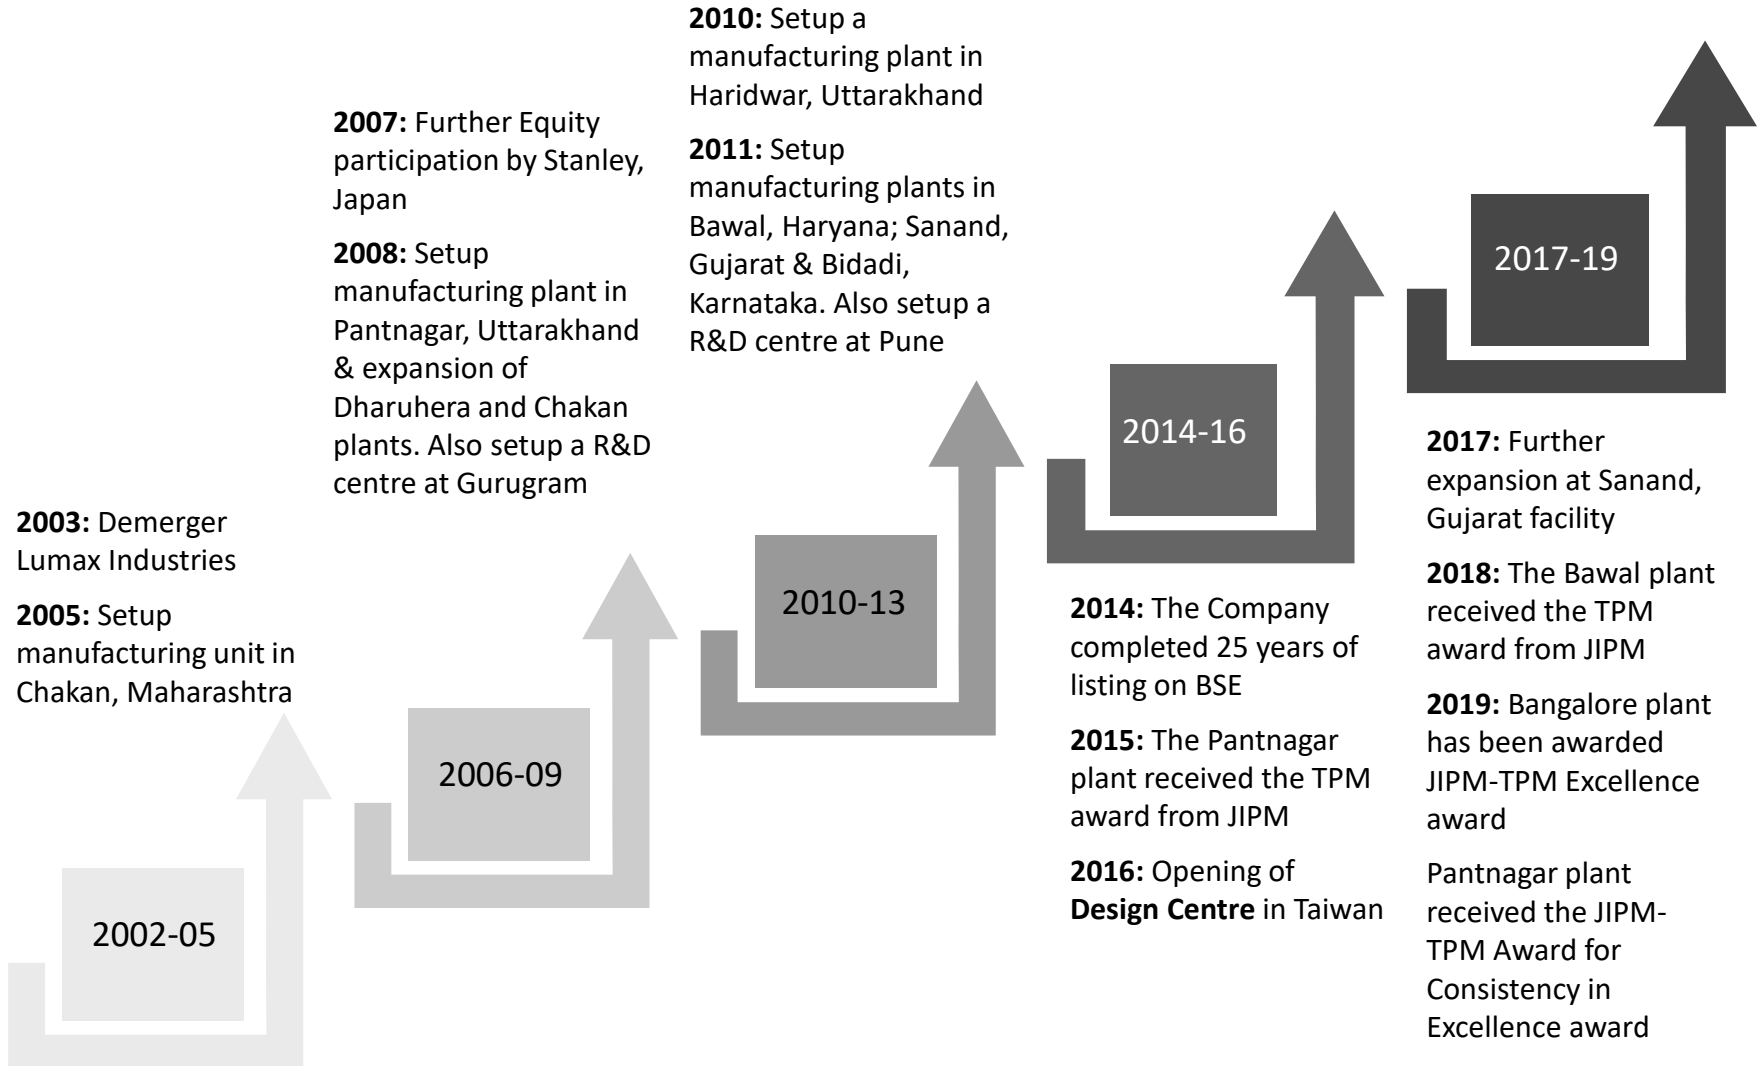 2003: Demerger
Lumax Industries
2005: Setup
manufacturing unit in
Chakan, Maharashtra
2002-05
2007: Further Equity
participation by Stanley,
Japan
2008: Setup
manufacturing plant in
Pantnagar, Uttarakhand
& expansion of
Dharuhera and Chakan
plants. Also setup a R&D
centre at Gurugram
2006-09
2010: Setup a
manufacturing plant in
Haridwar, Uttarakhand
2011: Setup
manufacturing plants in
Bawal, Haryana; Sanand,
Gujarat & Bidadi,
Karnataka. Also setup a
R&D centre at Pune
2010-13
2014-16
2014: The Company
completed 25 years of
listing on BSE
2015: The Pantnagar
plant received the TPM
award from JIPM
2016: Opening of
Design Centre in Taiwan
2017-19
2017: Further
expansion at Sanand,
Gujarat facility
2018: The Bawal plant
received the TPM
award from JIPM
2019: Bangalore plant
has been awarded
JIPM-TPM Excellence
award
Pantnagar plant
received the JIPM-
TPM Award for
Consistency in
Excellence award